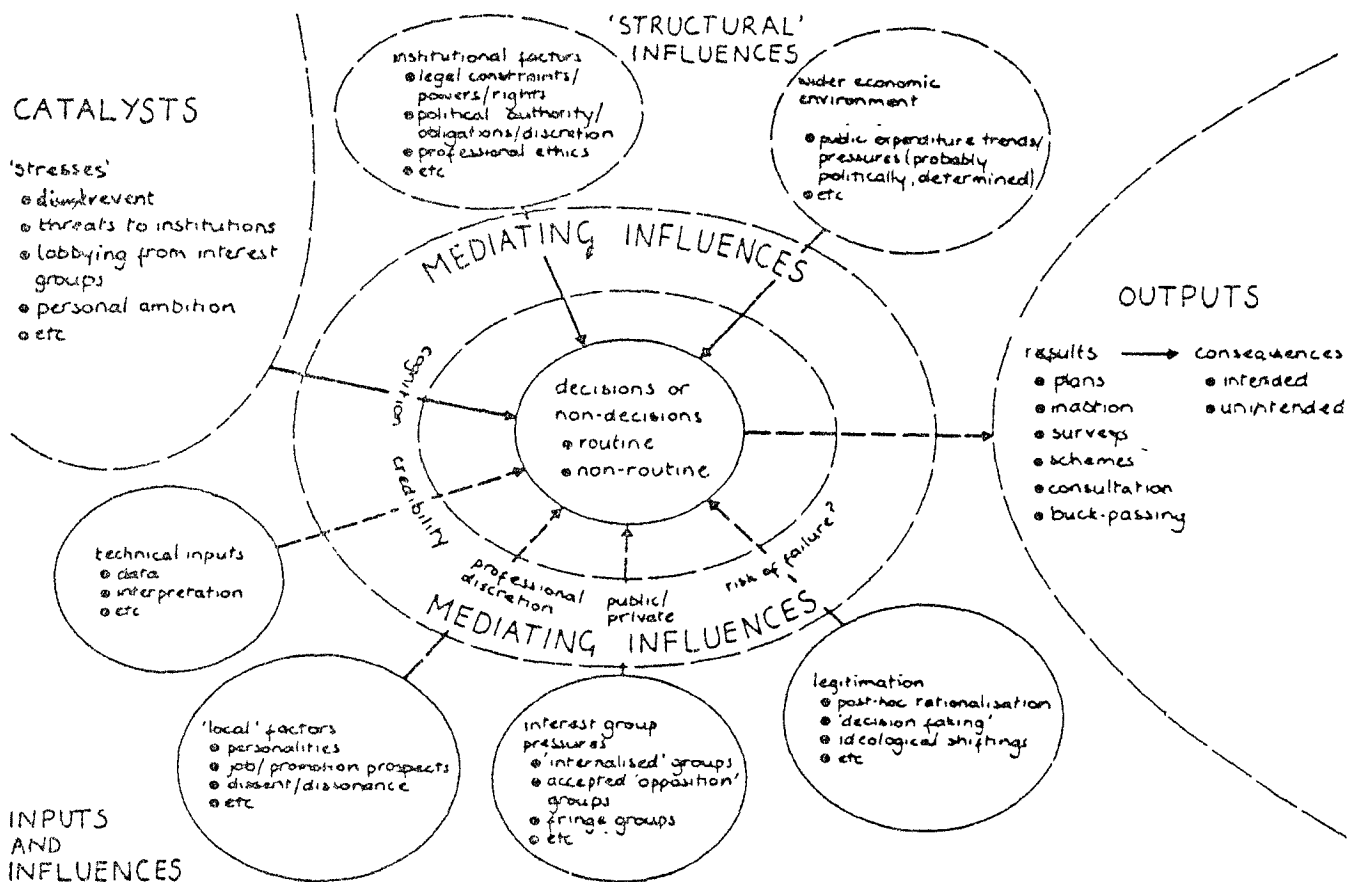 'STRUCTURAL'
INFLUENCES
CATALYSTS
'stresses'
threats to institutions
lobbying from interest
groups
personal ambition
etc
institutional factors
legal constraints/
powers/rights
political authority/
obligations/discretion
professional ethics
etc
wider economic
environment
public expenditure trends/
pressures (probably
politically, determined)
etc
MEDIATING INFLUENCES
cognition
credibility
professional
discretion
public/
private
risk of failure?
MEDIATING INFLUENCES
decisions or
non-decisions
routine
non-routine
OUTPUTS
results
plans
inaction
surveys
schemes
consultation
buck-passing
consequences
intended
unintended
technical inputs
data
interpretation
etc
'local' factors
personalities
job/promotion prospects
dissent/dissonance
etc
interest group
pressures
'internalised' groups
accepted 'opposition'
groups
fringe groups
etc
legitimation
post-hoc rationalisation
'decision faking'
ideological shiftings
etc
INPUTS
AND
INFLUENCES